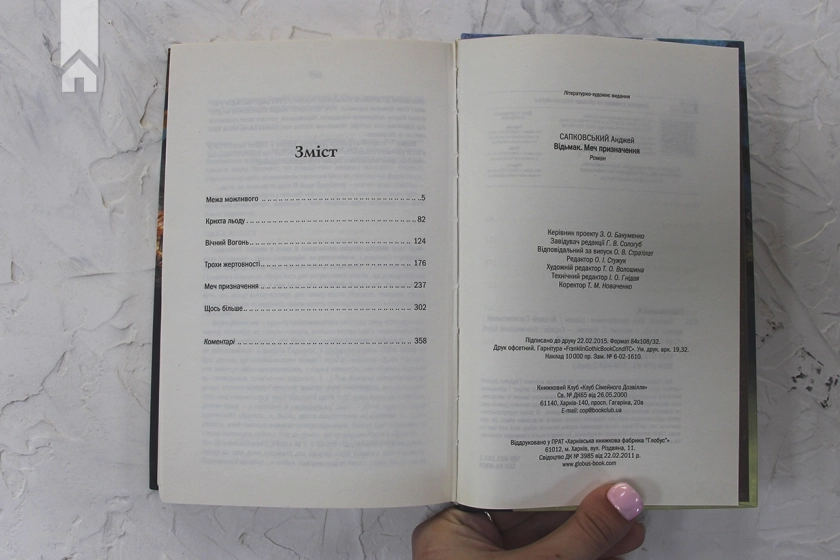 Зміст
Межа можливого 5
Крихта льоду 82
Вічний Вогонь 124
Трохи жертовності 176
Меч призначення 237
Щось більше 302
Коментарі 358
Літературно-художнє видання
САПКОВСЬКИЙ Анджей
Відьмак. Меч призначення
Роман
Керівник проекту З. О. Бакуменко
Завідувач редакції Г. В. Сологуб
Відповідальний за випуск О. В. Стратілат
Редактор О. І. Стужук
Художній редактор Т. О. Волошина
Технічний редактор І. О. Гнідая
Коректор Т. М. Новаченко
Підписано до друку 22.02.2015. Формат 84x108/32.
Друк офсетний. Гарнітура «FranklinGothicBookCondITC». Ум. друк. арк. 19,32.
Наклад 10 000 пр. Зам. № 6-02-1610.
Книжковий Клуб «Клуб Сімейного Дозвілля»
Св. № ДК65 від 26.05.2000
61140, Харків-140, просп. Гагаріна, 20а
E-mail: cop@bookclub.ua
Віддруковано у ПРАТ «Харківська книжкова фабрика "Глобус"»
61012, м. Харків, вул. Різдвяна, 11.
Свідоцтво ДК № 3985 від 22.02.2011 р.
www.globus-book.com